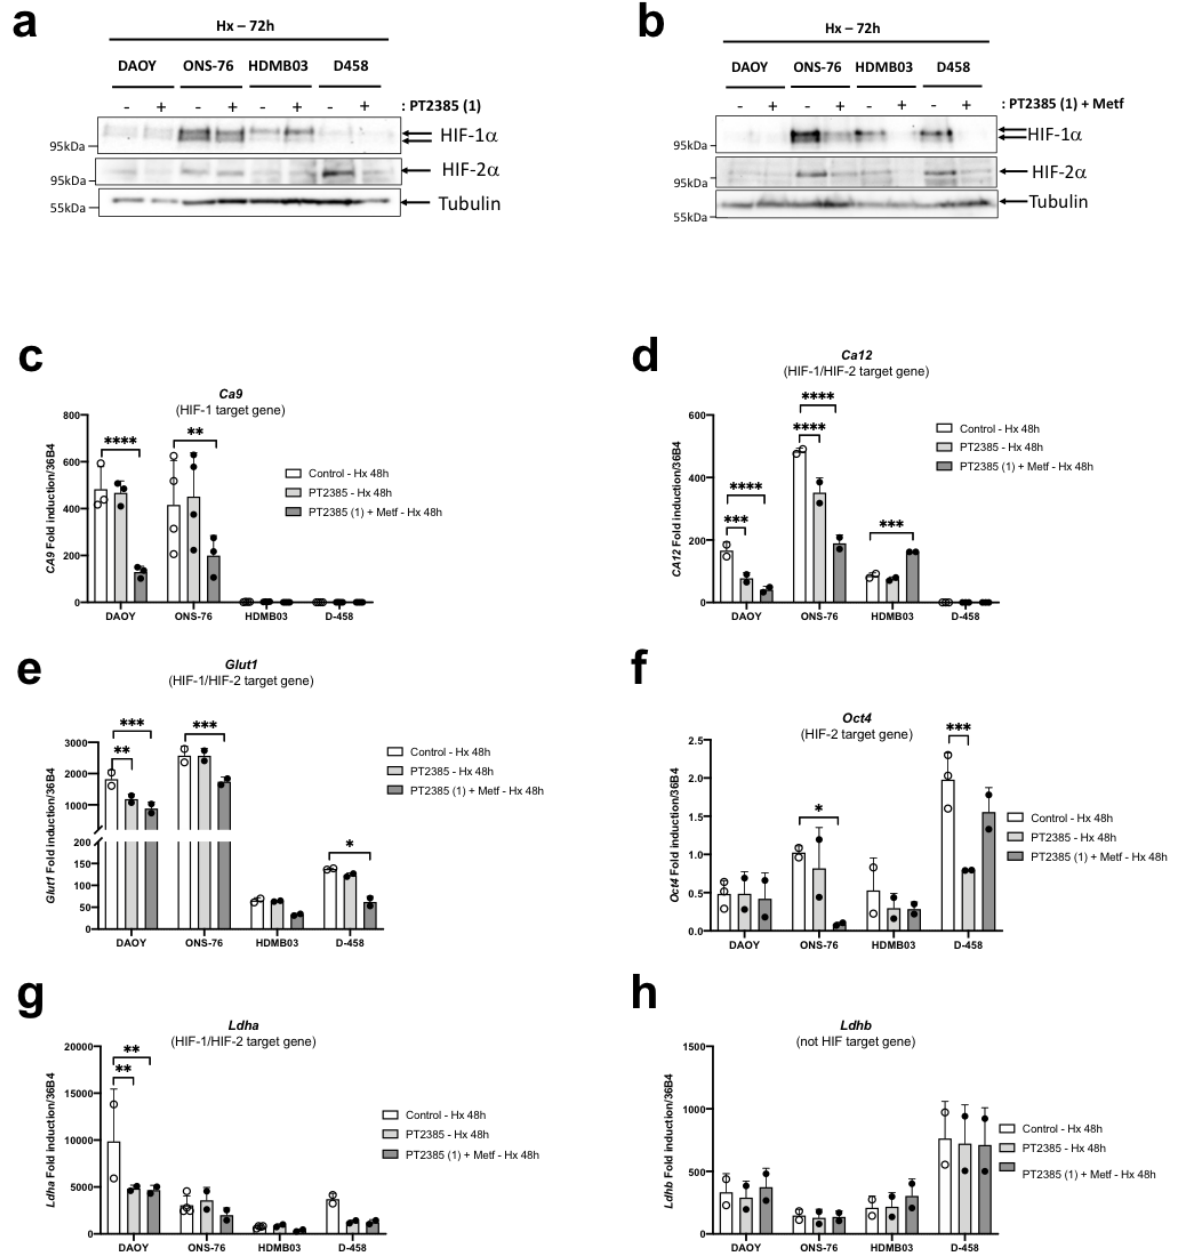 a
Hx – 72h
DAOY ONS-76 HDMB03 D458
- + - + - + - + : PT2385 (1)
HIF-1α
95kDa
HIF-2α
95kDa
Tubulin
55kDa
b
Hx – 72h
DAOY ONS-76 HDMB03 D458
- + - + - + - + : PT2385 (1) + Metf
HIF-1α
95kDa
HIF-2α
95kDa
Tubulin
55kDa
c
Ca9
(HIF-1 target gene)
CA9 Fold induction/36B4
800
600
400
200
0
**** **
DAOY ONS-76 HDMB03 D-458
Control - Hx 48h
PT2385 - Hx 48h
PT2385 (1) + Metf - Hx 48h
d
Ca12
(HIF-1/HIF-2 target gene)
CA12 Fold induction/36B4
600
400
200
0
****
****
****
***
***
DAOY ONS-76 HDMB03 D-458
Control - Hx 48h
PT2385 - Hx 48h
PT2385 (1) + Metf - Hx 48h
e
Glut1
(HIF-1/HIF-2 target gene)
Glut1 Fold induction/36B4
3000
2000
1000
200
150
100
50
0
*** ***
**
*
DAOY ONS-76 HDMB03 D-458
Control - Hx 48h
PT2385 - Hx 48h
PT2385 (1) + Metf - Hx 48h
f
Oct4
(HIF-2 target gene)
Oct4 Fold induction/36B4
2.5
2.0
1.5
1.0
0.5
0.0
***
*
DAOY ONS-76 HDMB03 D-458
Control - Hx 48h
PT2385 - Hx 48h
PT2385 (1) + Metf - Hx 48h
g
Ldha
(HIF-1/HIF-2 target gene)
Ldha Fold induction/36B4
20000
15000
10000
5000
0
**
**
DAOY ONS-76 HDMB03 D-458
Control - Hx 48h
PT2385 - Hx 48h
PT2385 (1) + Metf - Hx 48h
h
Ldhb
(not HIF target gene)
Ldhb Fold induction/36B4
1500
1000
500
0
DAOY ONS-76 HDMB03 D-458
Control - Hx 48h
PT2385 - Hx 48h
PT2385 (1) + Metf - Hx 48h